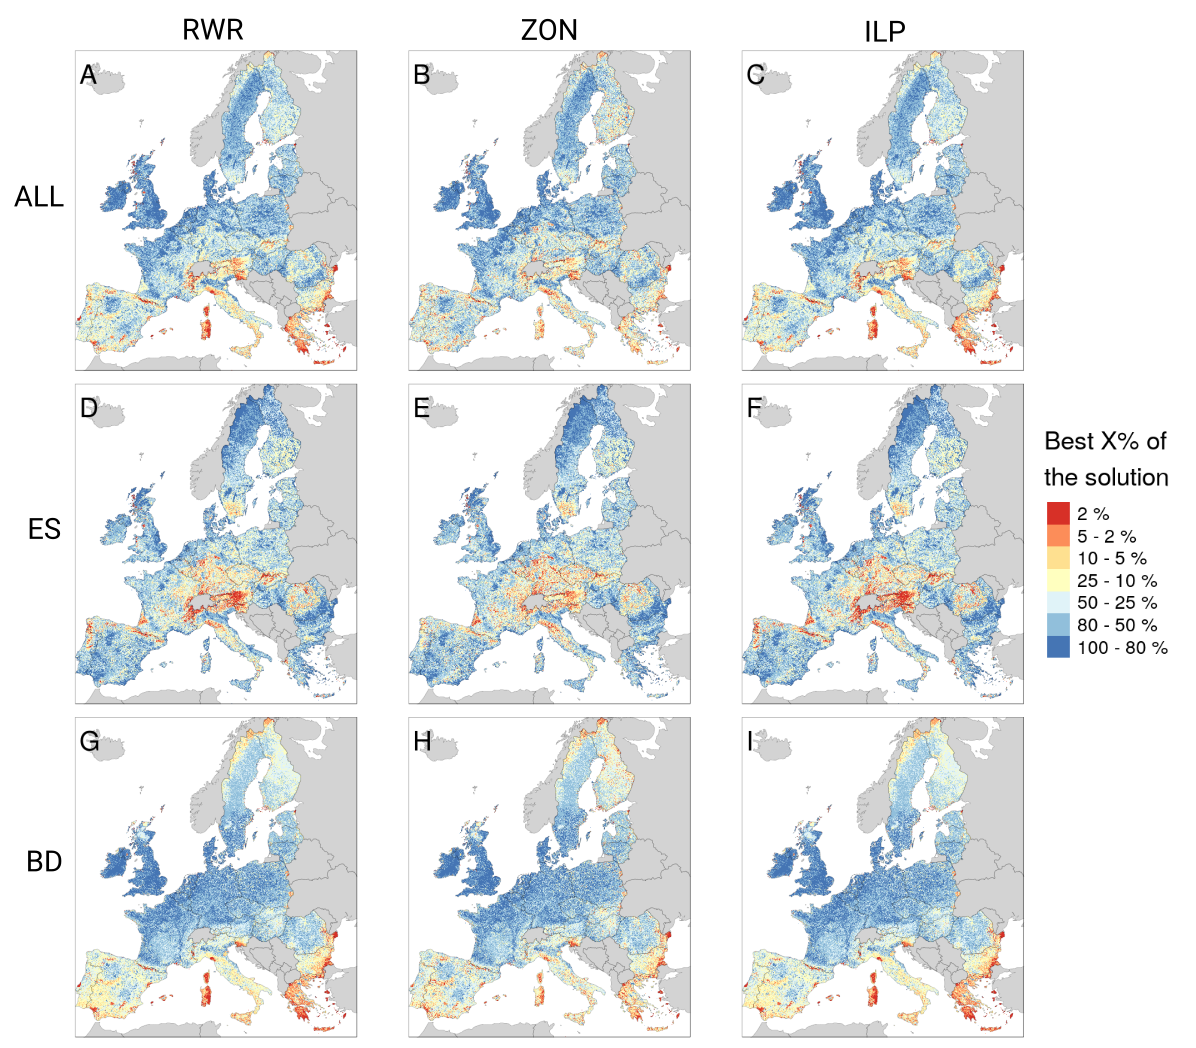 RWR ZON ILP
A B C
ALL
D E F
Best X% of
the solution
2 %
5 - 2 %
10 - 5 %
25 - 10 %
50 - 25 %
80 - 50 %
100 - 80 %
ES
G H I
BD